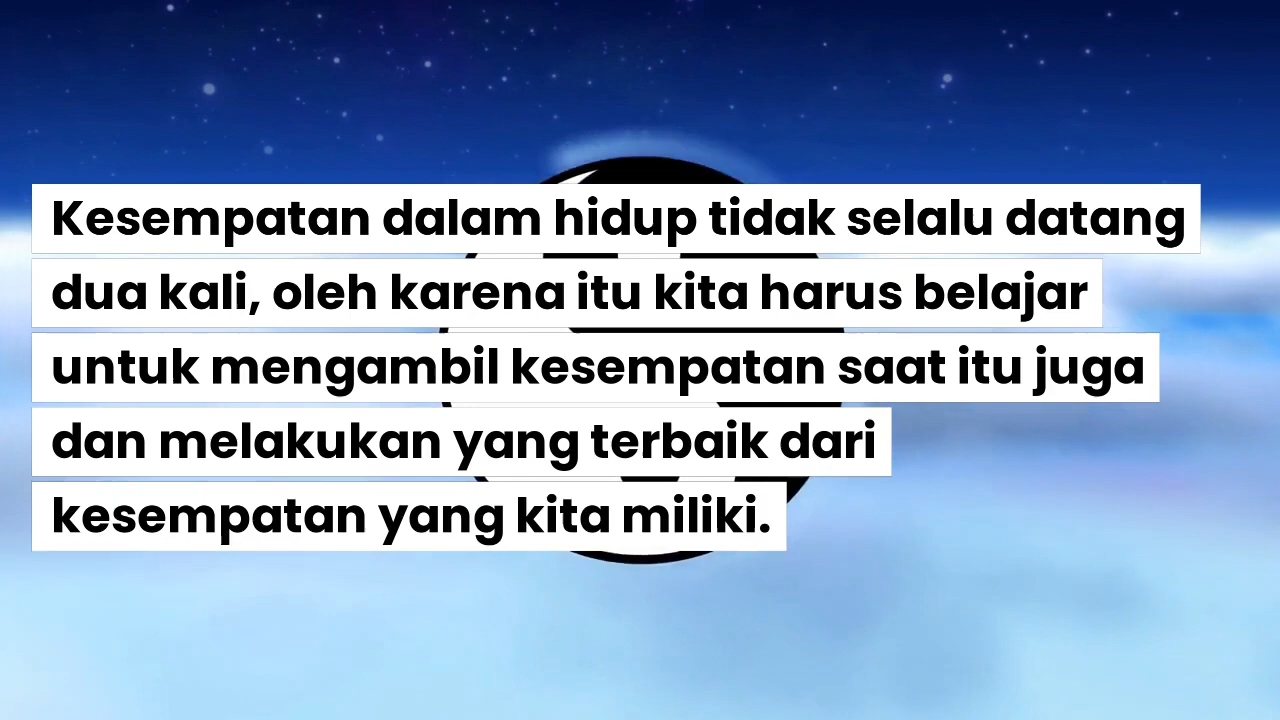 Kesempatan dalam hidup tidak selalu datang
dua kali, oleh karena itu kita harus belajar
untuk mengambil kesempatan saat itu juga
dan melakukan yang terbaik dari
kesempatan yang kita miliki.